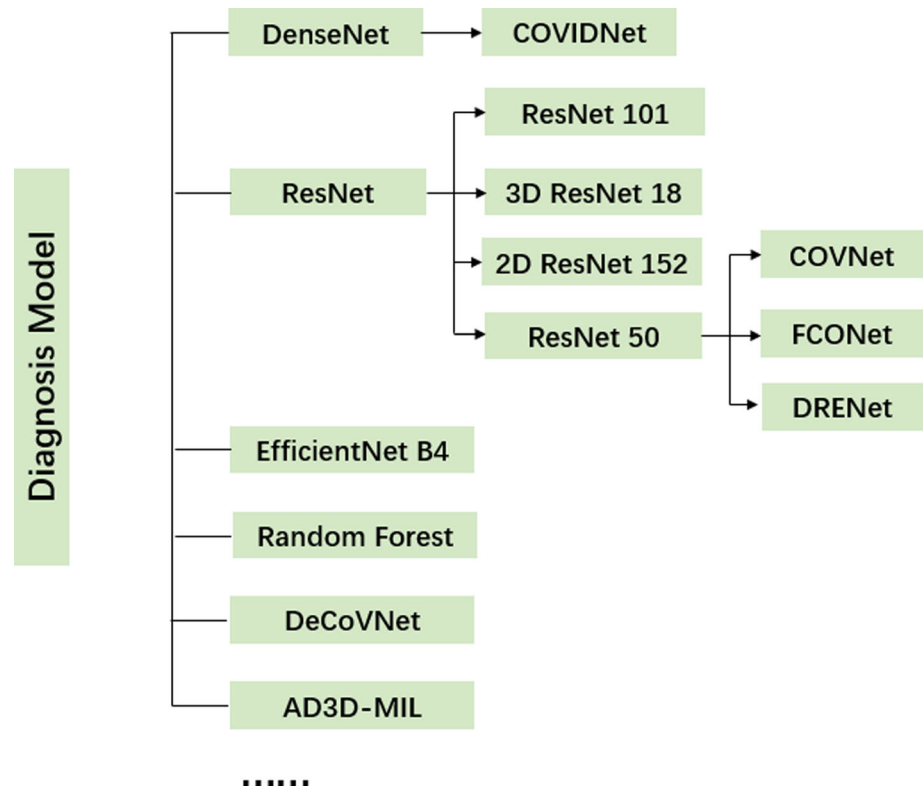 Diagnosis Model
DenseNet
COVIDNet
ResNet
ResNet 101
3D ResNet 18
2D ResNet 152
ResNet 50
COVNet
FCONet
DRENet
EfficientNet B4
Random Forest
DeCoVNet
AD3D-MIL
……